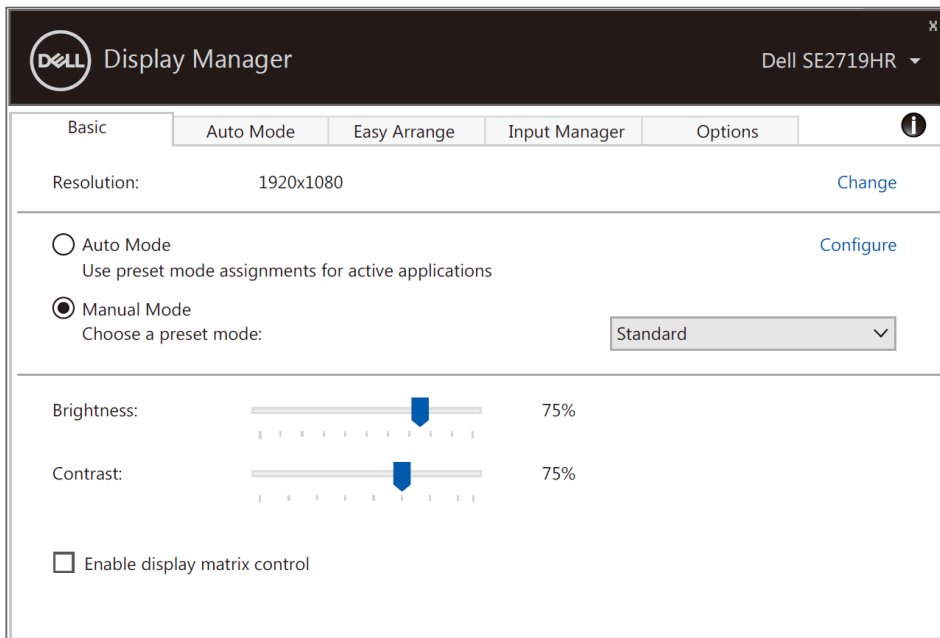 x
DELL Display Manager Dell SE2719HR
Basic Auto Mode Easy Arrange Input Manager Options i
Resolution: 1920x1080 Change
Auto Mode Configure
Use preset mode assignments for active applications
Manual Mode
Choose a preset mode: Standard
Brightness: 75%
Contrast: 75%
Enable display matrix control